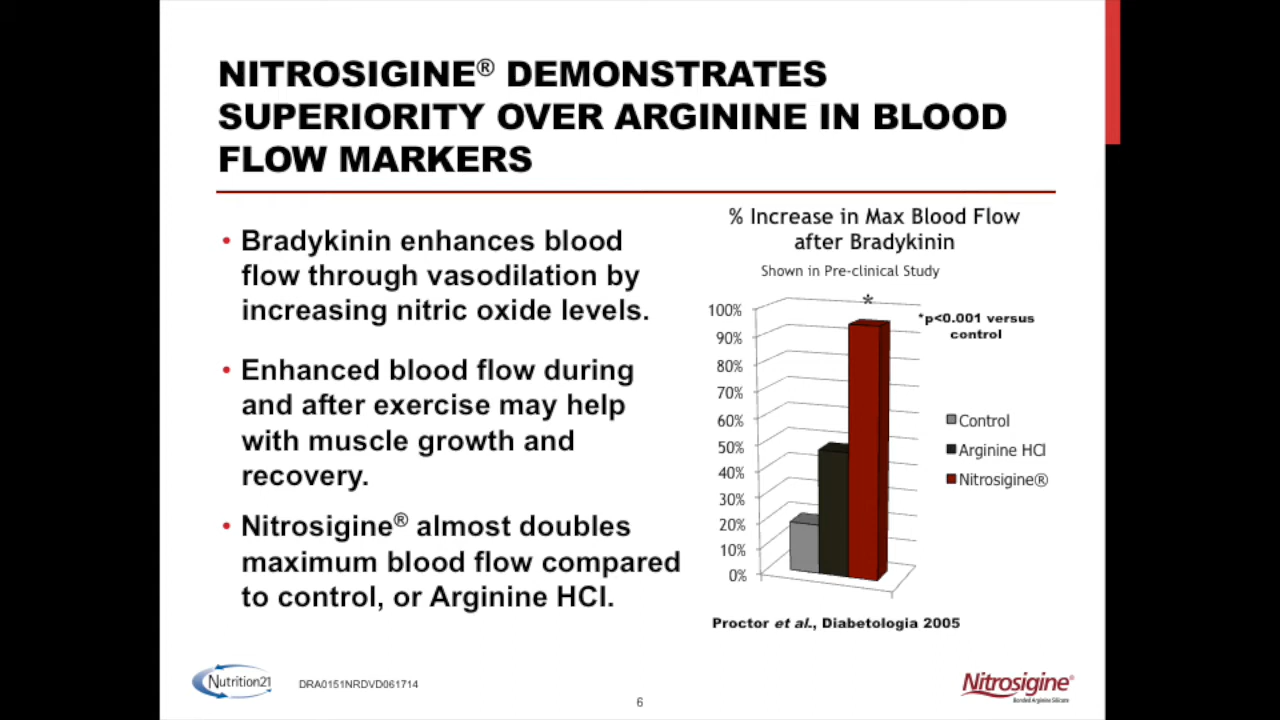 NITROSIGINE® DEMONSTRATES
SUPERIORITY OVER ARGININE IN BLOOD
FLOW MARKERS
• Bradykinin enhances blood
flow through vasodilation by
increasing nitric oxide levels.
• Enhanced blood flow during
and after exercise may help
with muscle growth and
recovery.
• Nitrosigine® almost doubles
maximum blood flow compared
to control, or Arginine HCl.
% Increase in Max Blood Flow
after Bradykinin
Shown in Pre-clinical Study
*
*p<0.001 versus
control
100%
90%
80%
70%
60%
50%
40%
30%
20%
10%
0%
Control
Arginine HCl
Nitrosigine®
Proctor et al., Diabetologia 2005
Nutrition21
DRA0151NRDVD061714
6
Nitrosigine®
Bonded Arginine Silicate